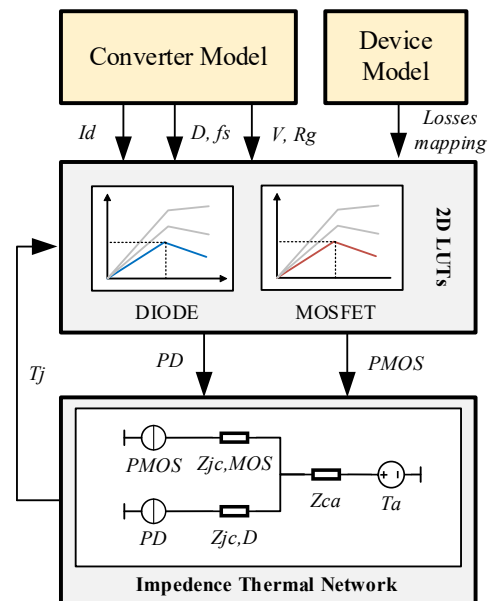 Converter Model
Device
Model
Id
D, fs
V, Rg
Losses
mapping
2D LUTs
DIODE
MOSFET
Tj
PD
PMOS
PMOS
Zjc,MOS
Zca
Ta
PD
Zjc,D
Impedence Thermal Network